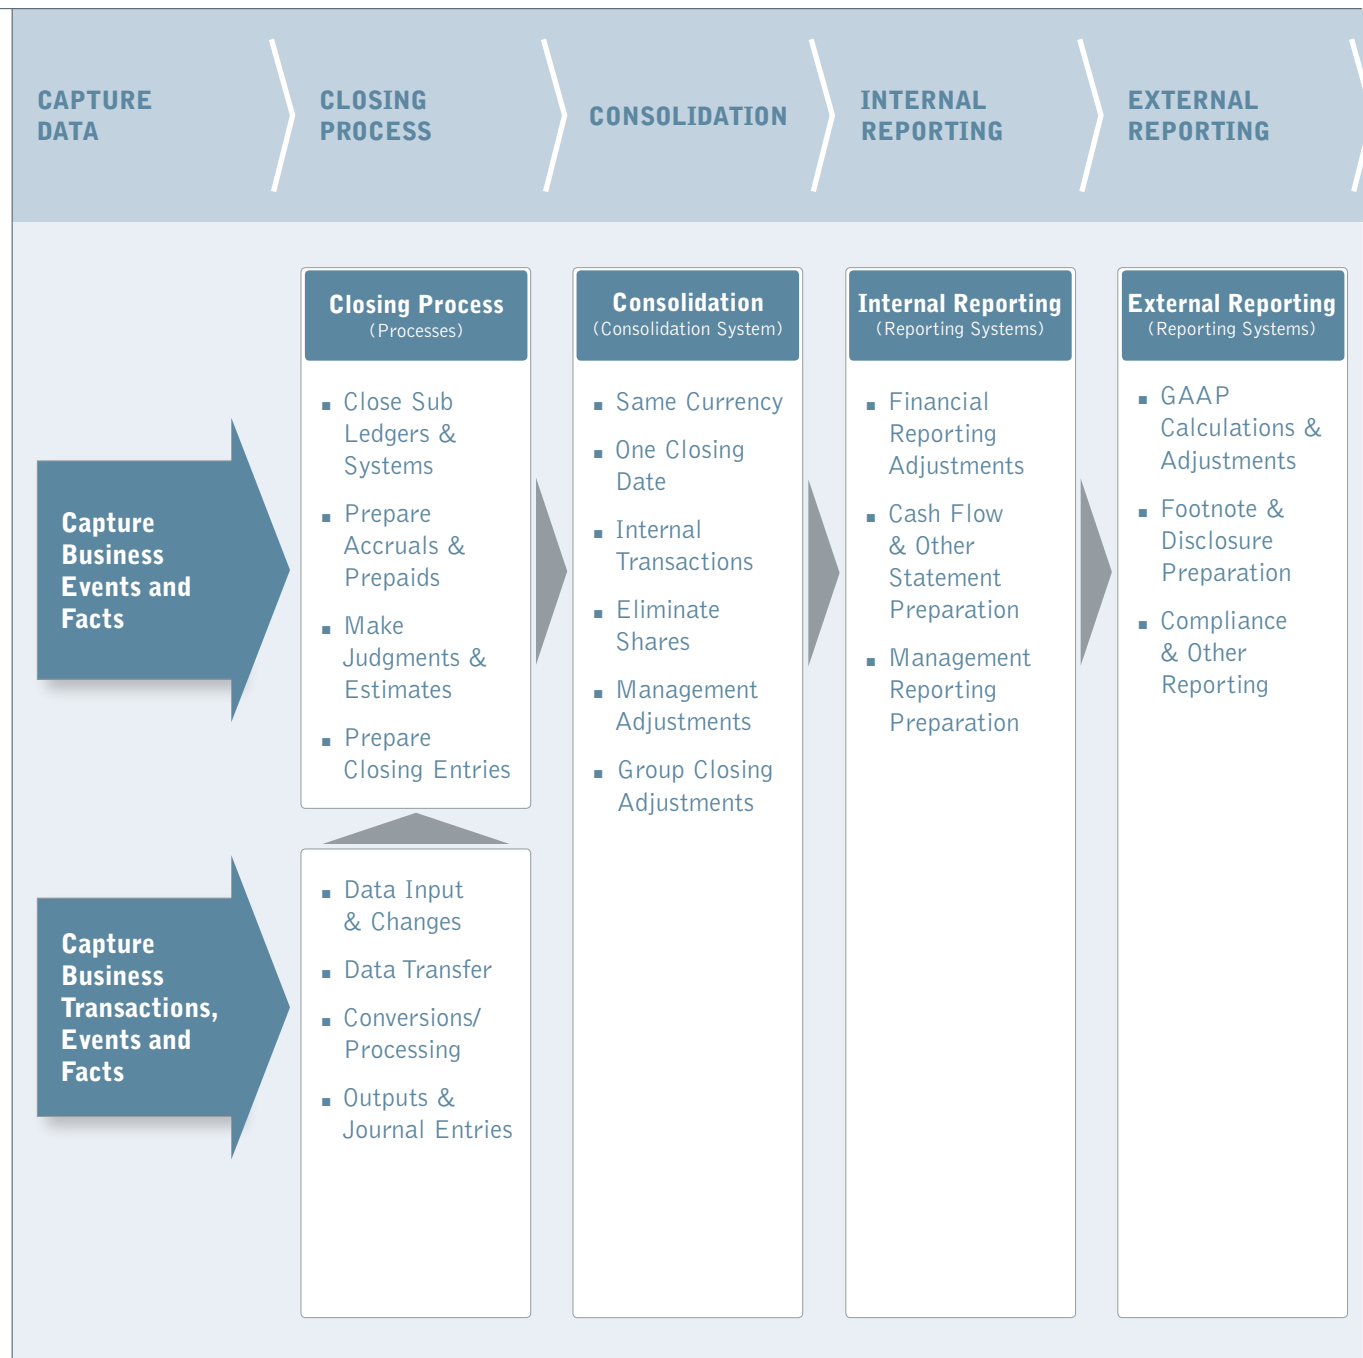 CAPTURE
DATA
CLOSING
PROCESS
CONSOLIDATION
INTERNAL
REPORTING
EXTERNAL
REPORTING
Capture
Business
Events and
Facts
Closing Process
(Processes)
▪ Close Sub
Ledgers &
Systems
▪ Prepare
Accruals &
Prepaids
▪ Make
Judgments &
Estimates
▪ Prepare
Closing Entries
Capture
Business
Transactions,
Events and
Facts
▪ Data Input
& Changes
▪ Data Transfer
▪ Conversions/
Processing
▪ Outputs &
Journal Entries
Consolidation
(Consolidation System)
▪ Same Currency
▪ One Closing
Date
▪ Internal
Transactions
▪ Eliminate
Shares
▪ Management
Adjustments
▪ Group Closing
Adjustments
Internal Reporting
(Reporting Systems)
▪ Financial
Reporting
Adjustments
▪ Cash Flow
& Other
Statement
Preparation
▪ Management
Reporting
Preparation
External Reporting
(Reporting Systems)
▪ GAAP
Calculations &
Adjustments
▪ Footnote &
Disclosure
Preparation
▪ Compliance
& Other
Reporting